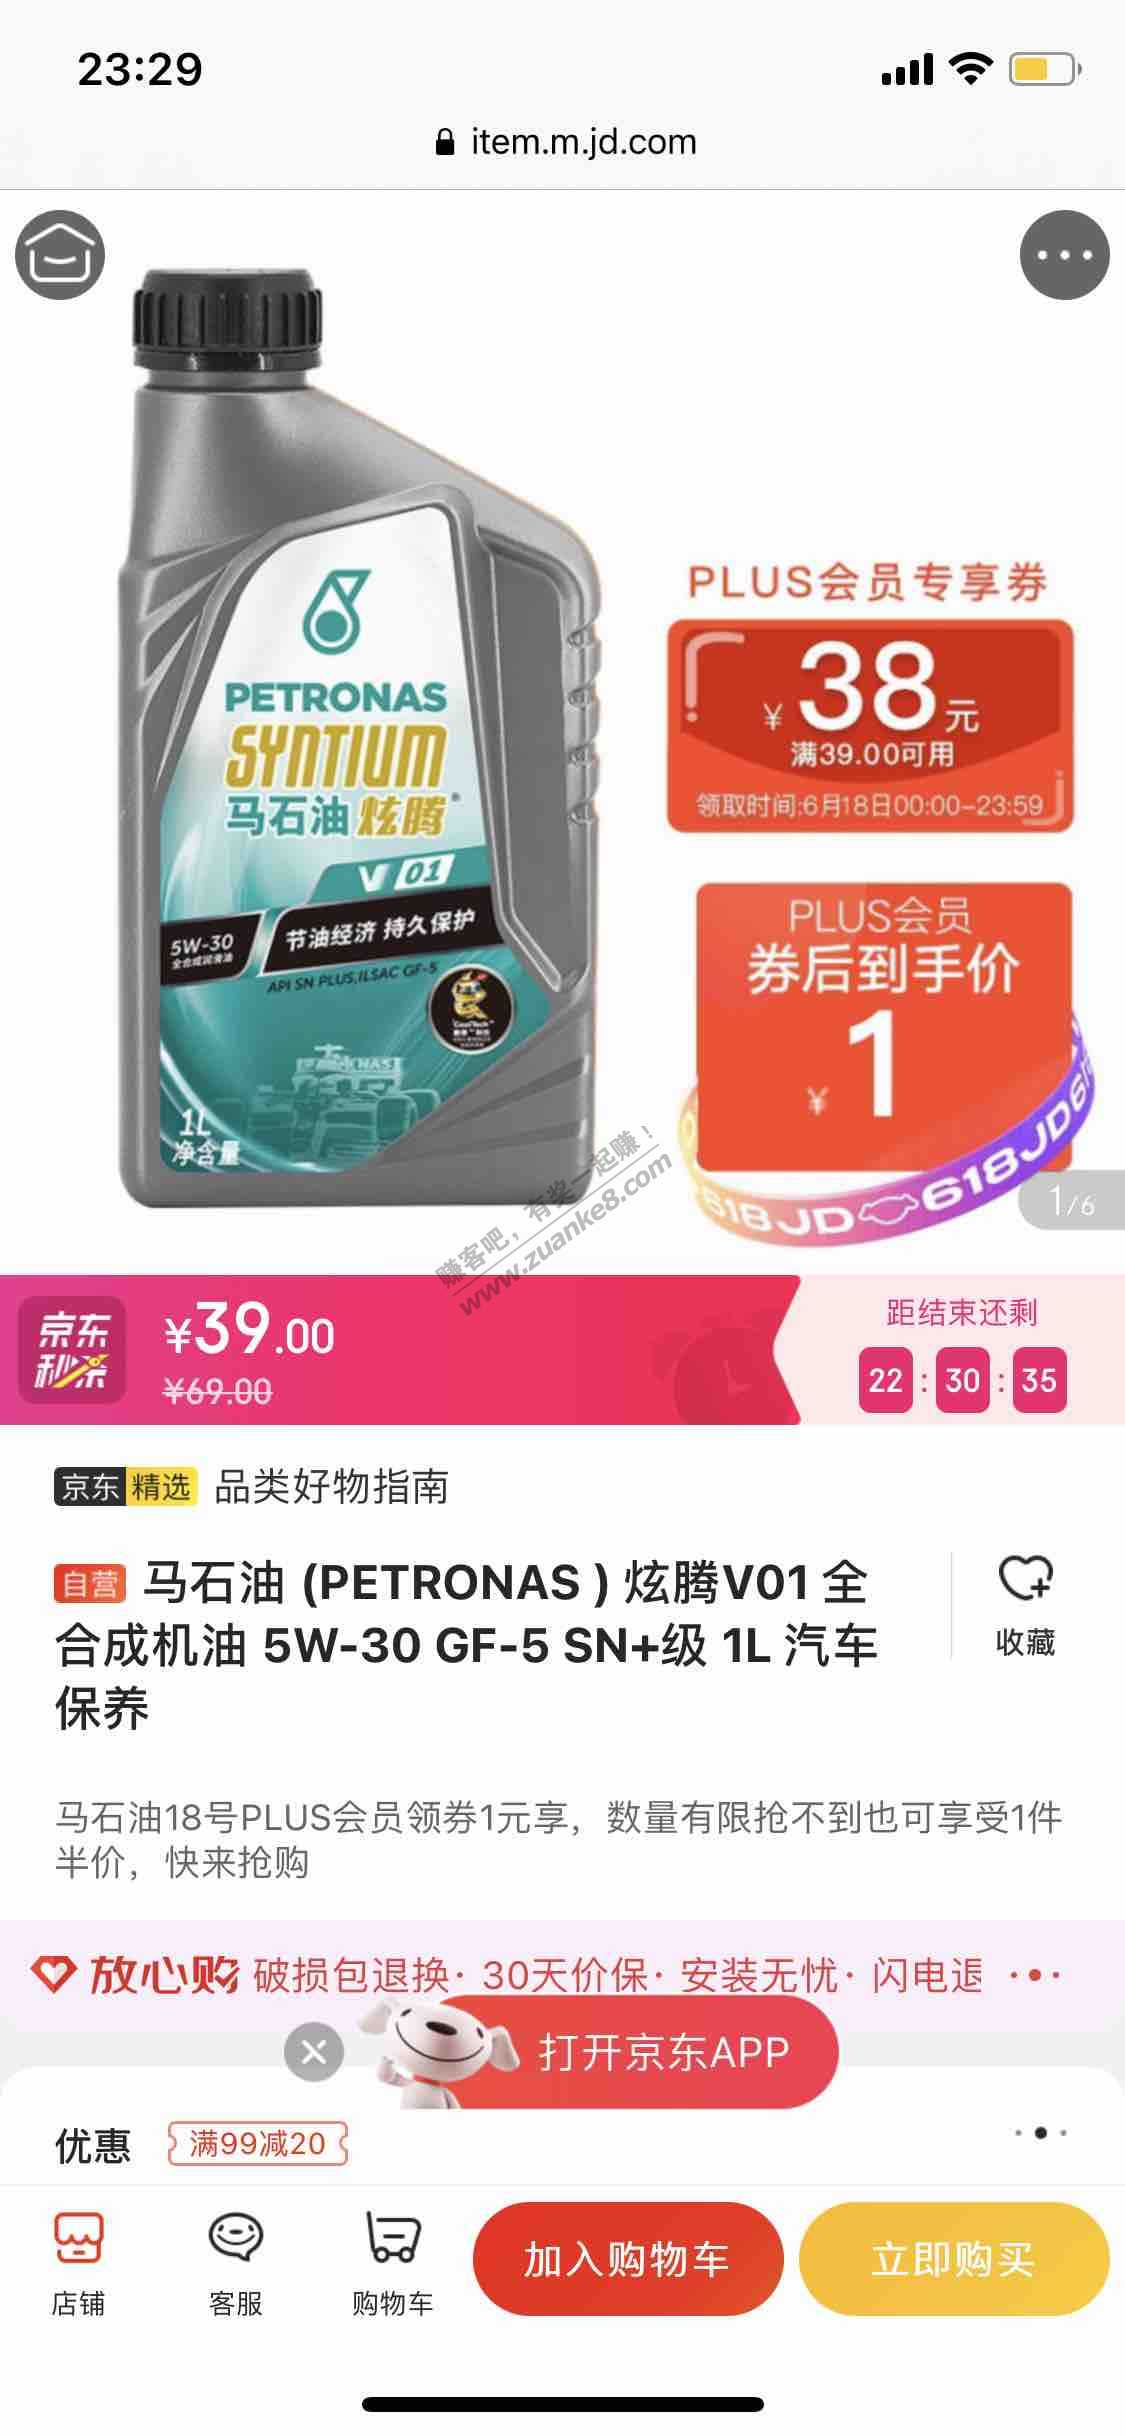 23:29
item.m.jd.com
PETRONAS
SYNTIUM
马石油 炫腾®
V 01
5W-30
全合成润滑油
节油经济 持久保护
API SN PLUS,ILSAC GF-5
CoolTech™
1L
净含量
PLUS会员专享券
¥38元
满39.00可用
领取时间:6月18日00:00-23:59
PLUS会员
券后到手价
¥1
618JD 618JD6
1/6
赚客吧，有奖一起赚！
www.zuanke8.com
京东
秒杀
¥39.00
¥69.00
距结束还剩
22 : 30 : 35
京东精选 品类好物指南
自营 马石油 (PETRONAS ) 炫腾V01 全
合成机油 5W-30 GF-5 SN+级 1L 汽车
保养
收藏
马石油18号PLUS会员领券1元享，数量有限抢不到也可享受1件
半价，快来抢购
放心购 破损包退换· 30天价保· 安装无忧· 闪电退
打开京东APP
优惠 满99减20
店铺 客服 购物车 加入购物车 立即购买